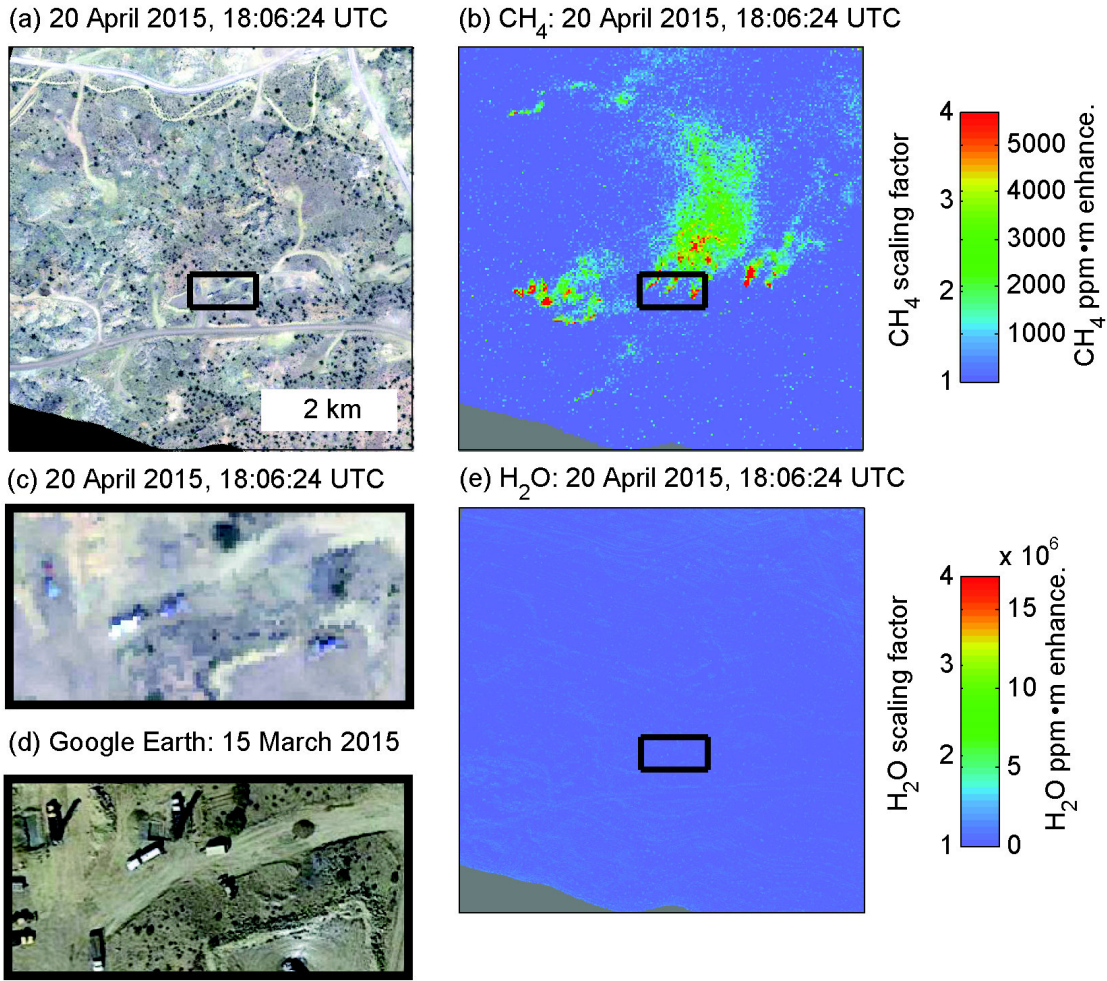 (a) 20 April 2015, 18:06:24 UTC
(b) CH4: 20 April 2015, 18:06:24 UTC
2 km
4
3
2
1
CH4 scaling factor
5000
4000
3000
2000
1000
CH4 ppm•m enhance.
(c) 20 April 2015, 18:06:24 UTC
(d) Google Earth: 15 March 2015
(e) H2O: 20 April 2015, 18:06:24 UTC
4
3
2
1
H2O scaling factor
x 10^6
15
10
5
0
H2O ppm•m enhance.